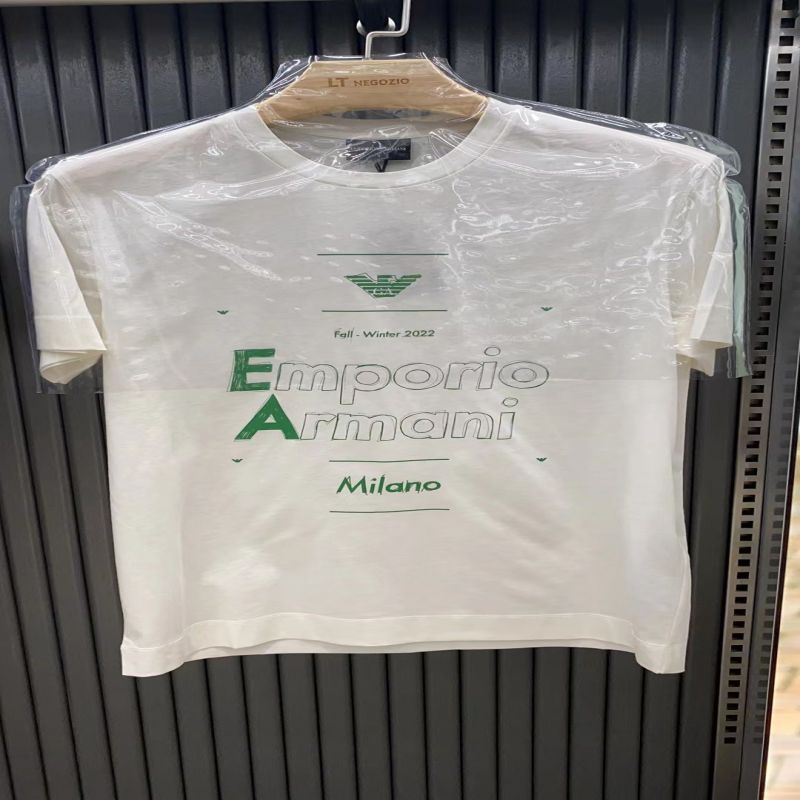 LT NEGOZIO
Fall - Winter 2022
Emporio
Armani
Milano